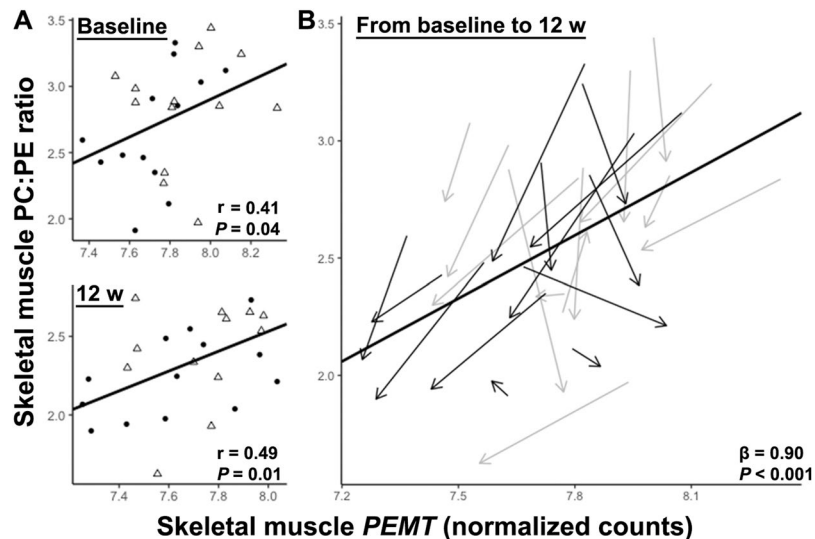 A
Baseline
3.5
3.0
2.5
2.0
r = 0.41
P = 0.04
7.4 7.6 7.8 8.0 8.2
12 w
2.5
2.0
r = 0.49
P = 0.01
7.4 7.6 7.8 8.0
Skeletal muscle PC:PE ratio
B
From baseline to 12 w
3.5
3.0
2.5
2.0
β = 0.90
P < 0.001
7.2 7.5 7.8 8.1
Skeletal muscle PEMT (normalized counts)